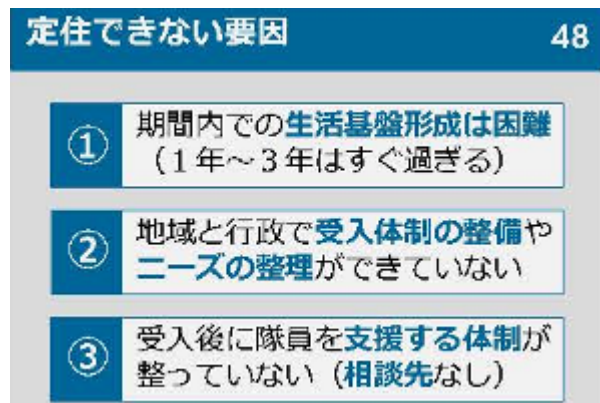 定住できない要因 48
① 期間内での生活基盤形成は困難
(1年~3年はすぐ過ぎる)
② 地域と行政で受入体制の整備や
ニーズの整理ができていない
③ 受入後に隊員を支援する体制が
整っていない(相談先なし)